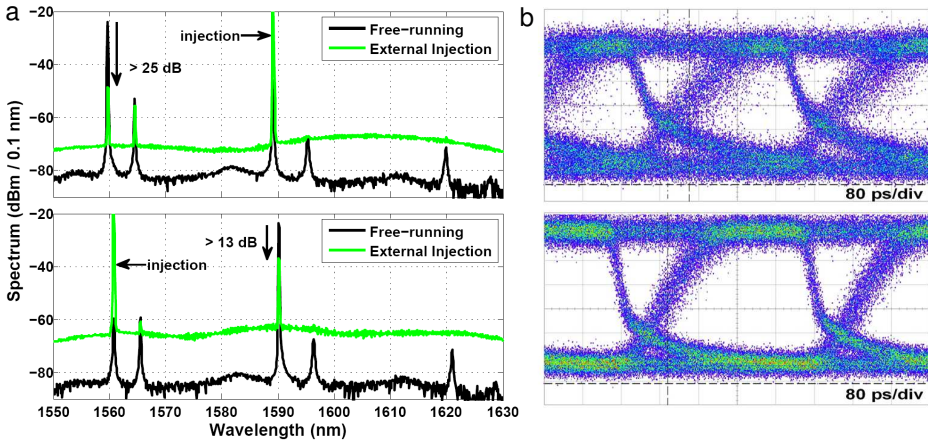 a
b
Spectrum (dBm / 0.1 nm)
−20
−40
−60
−80
injection
> 25 dB
Free−running
External Injection
80 ps/div
−20
−40
−60
−80
injection
> 13 dB
Free−running
External Injection
80 ps/div
1550 1560 1570 1580 1590 1600 1610 1620 1630
Wavelength (nm)